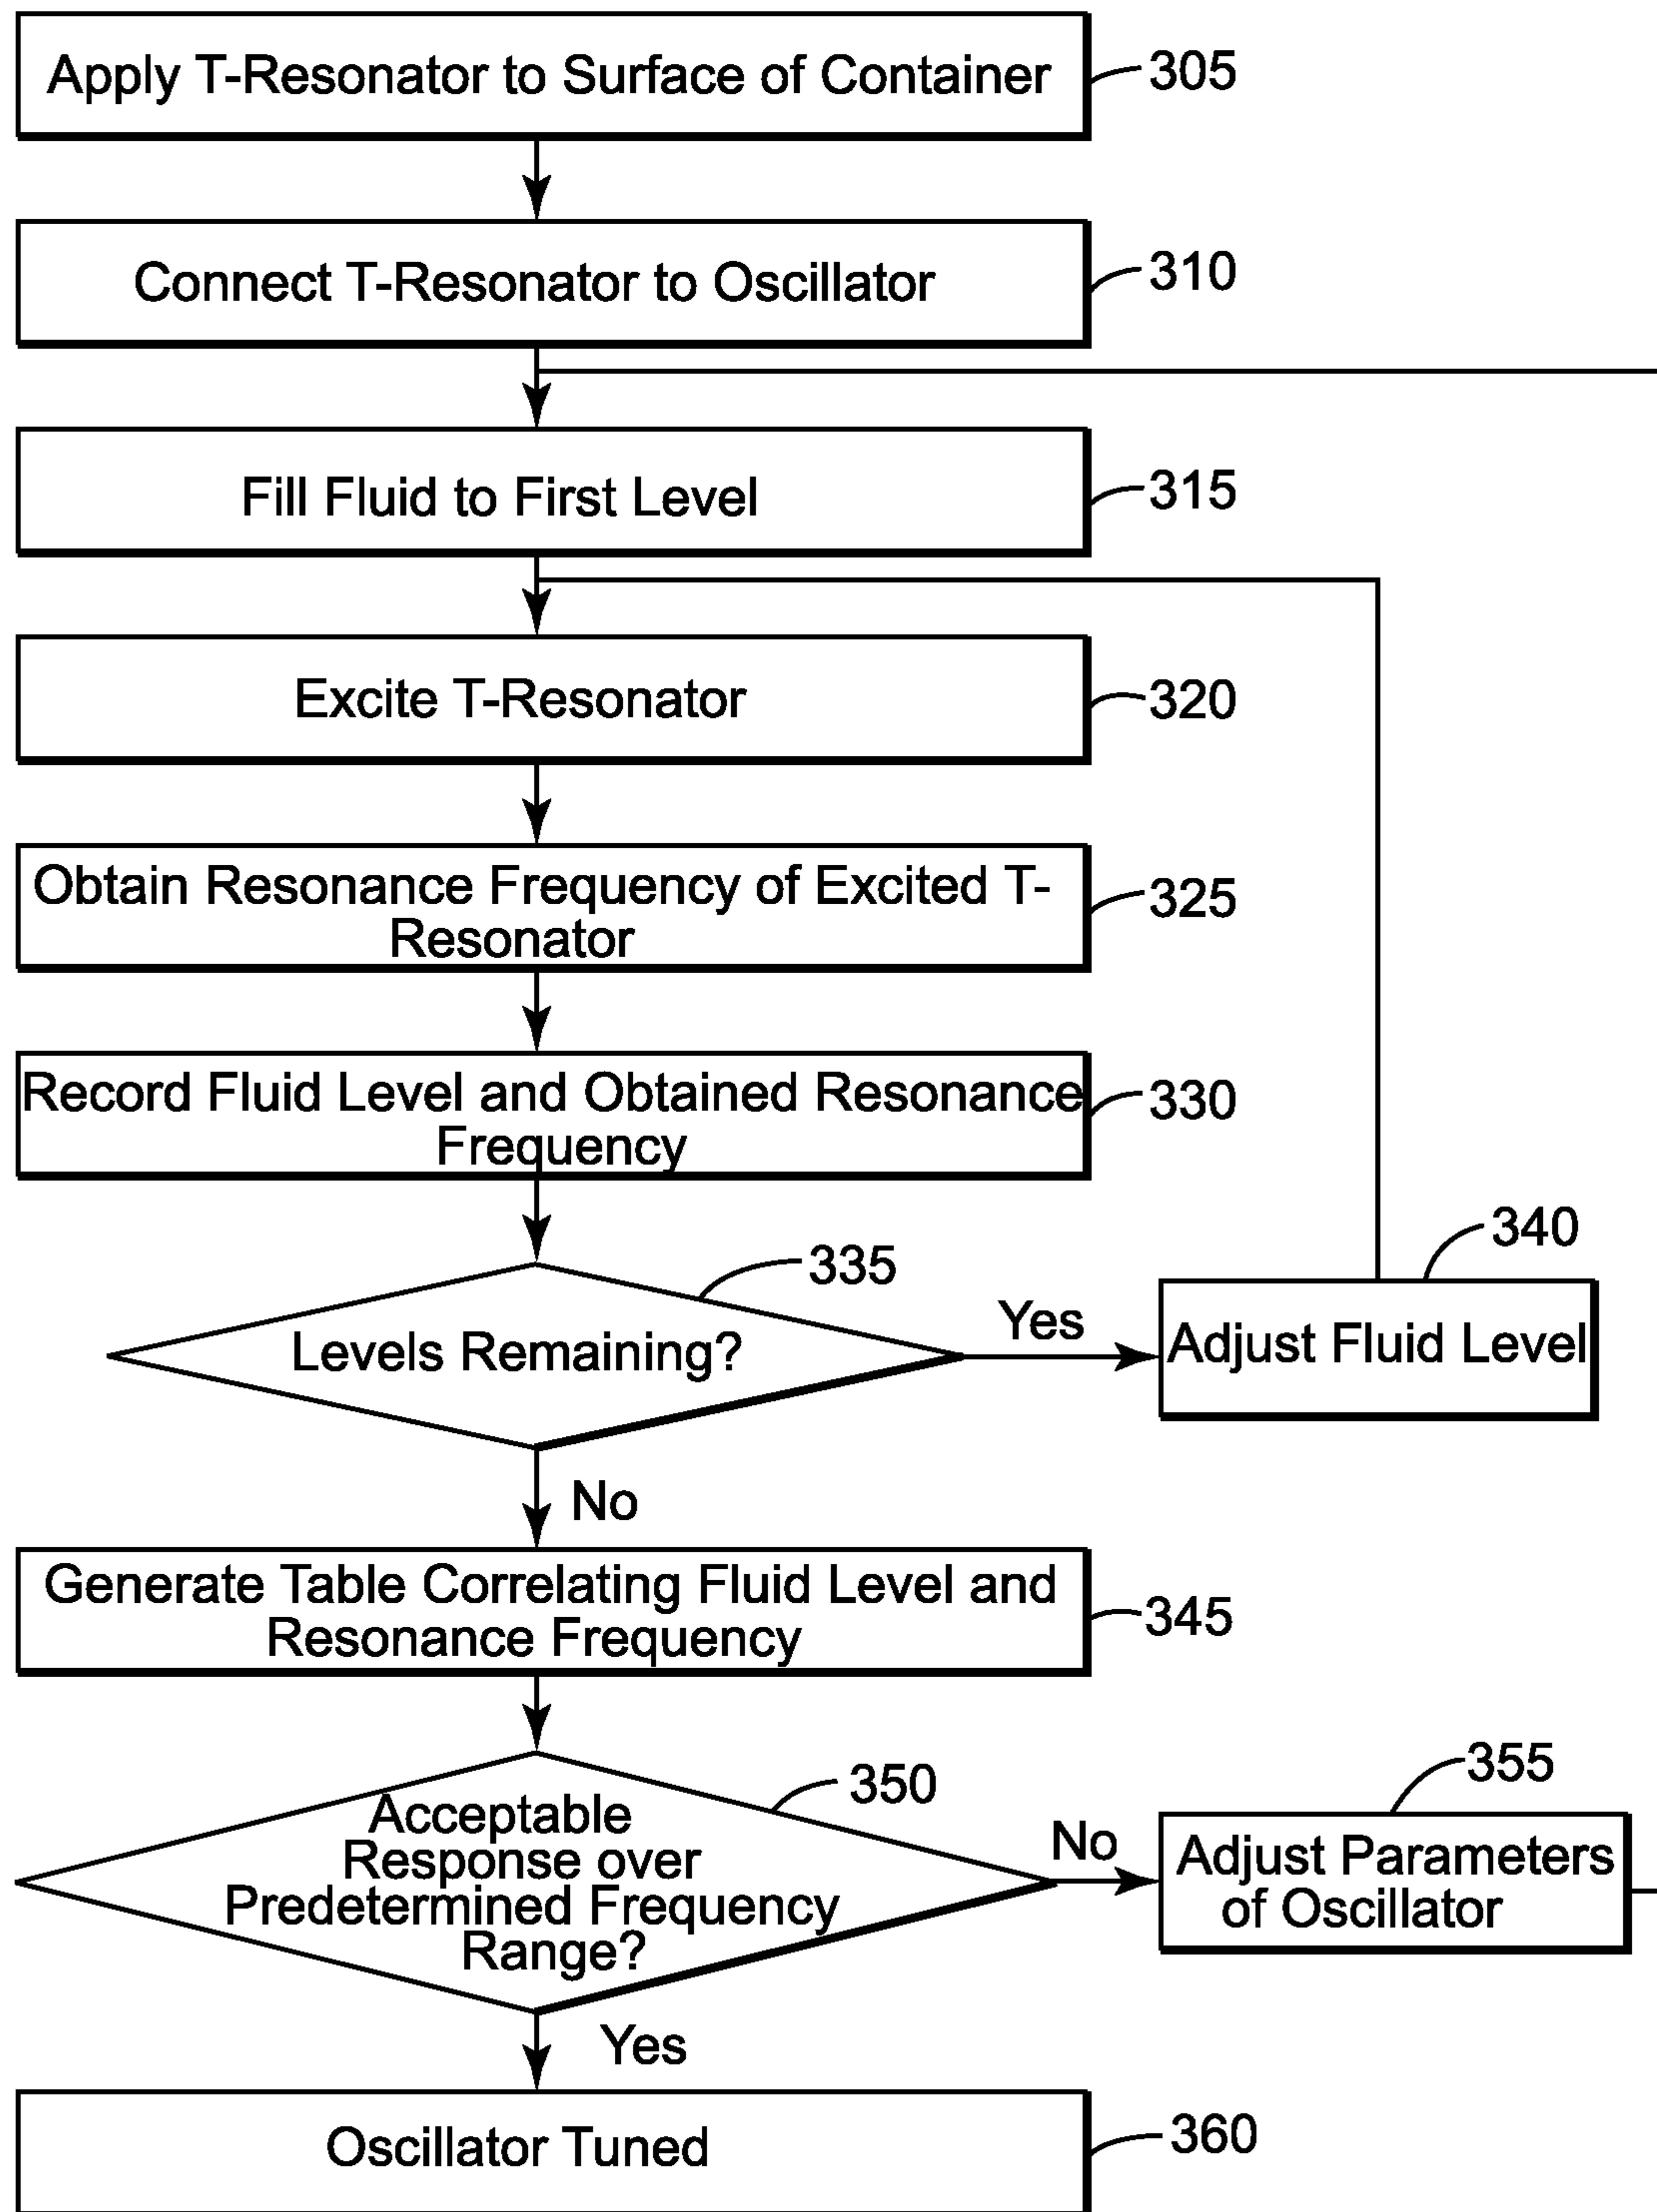 Apply T-Resonator to Surface of Container
305
Connect T-Resonator to Oscillator
310
Fill Fluid to First Level
315
Excite T-Resonator
320
Obtain Resonance Frequency of Excited T-
Resonator
325
Record Fluid Level and Obtained Resonance
Frequency
330
335
Levels Remaining?
Yes
340
Adjust Fluid Level
No
Generate Table Correlating Fluid Level and
Resonance Frequency
345
350
Acceptable
Response over
Predetermined Frequency
Range?
No
355
Adjust Parameters
of Oscillator
Yes
Oscillator Tuned
360